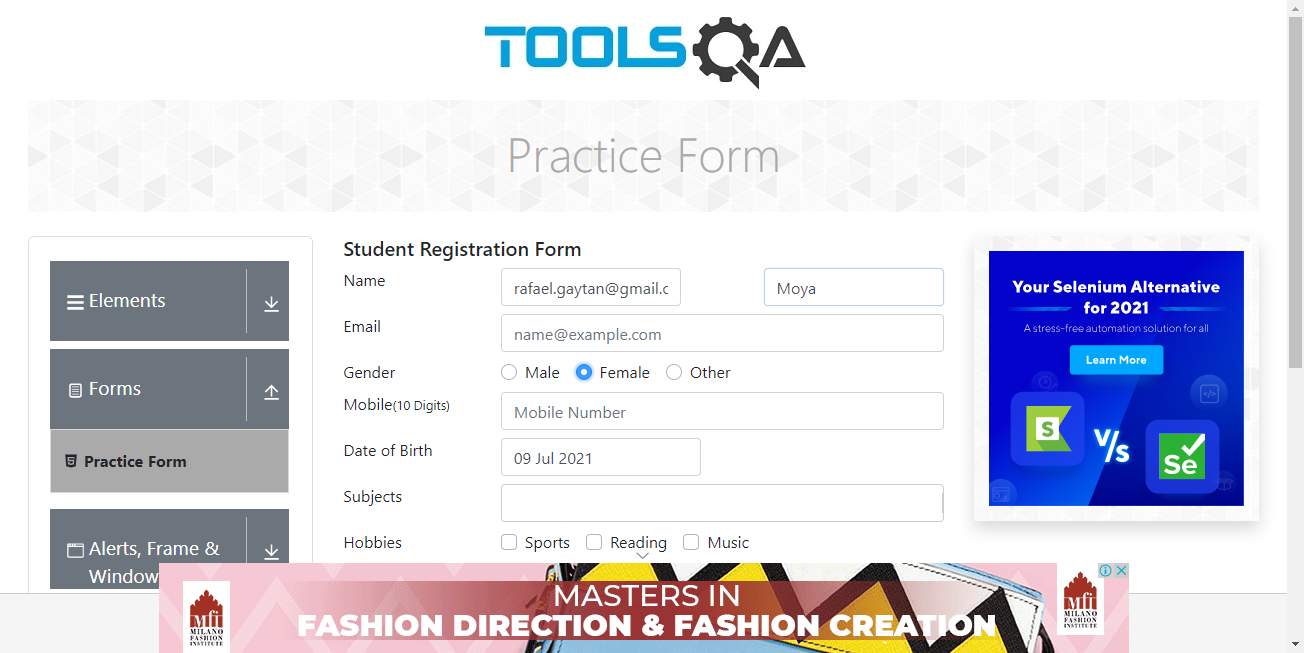 TOOLSQA
Practice Form
Elements
Forms
Practice Form
Alerts, Frame &
Window
Student Registration Form
Name
rafael.gaytan@gmail.c
Moya
Email
name@example.com
Gender
Male
Female
Other
Mobile(10 Digits)
Mobile Number
Date of Birth
09 Jul 2021
Subjects
Hobbies
Sports
Reading
Music
Your Selenium Alternative
for 2021
A stress-free automation solution for all
Learn More
S
V/s
Se
mfi
MILANO
FASHION
INSTITUTE
MASTERS IN
FASHION DIRECTION & FASHION CREATION
mfi
MILANO
FASHION
INSTITUTE